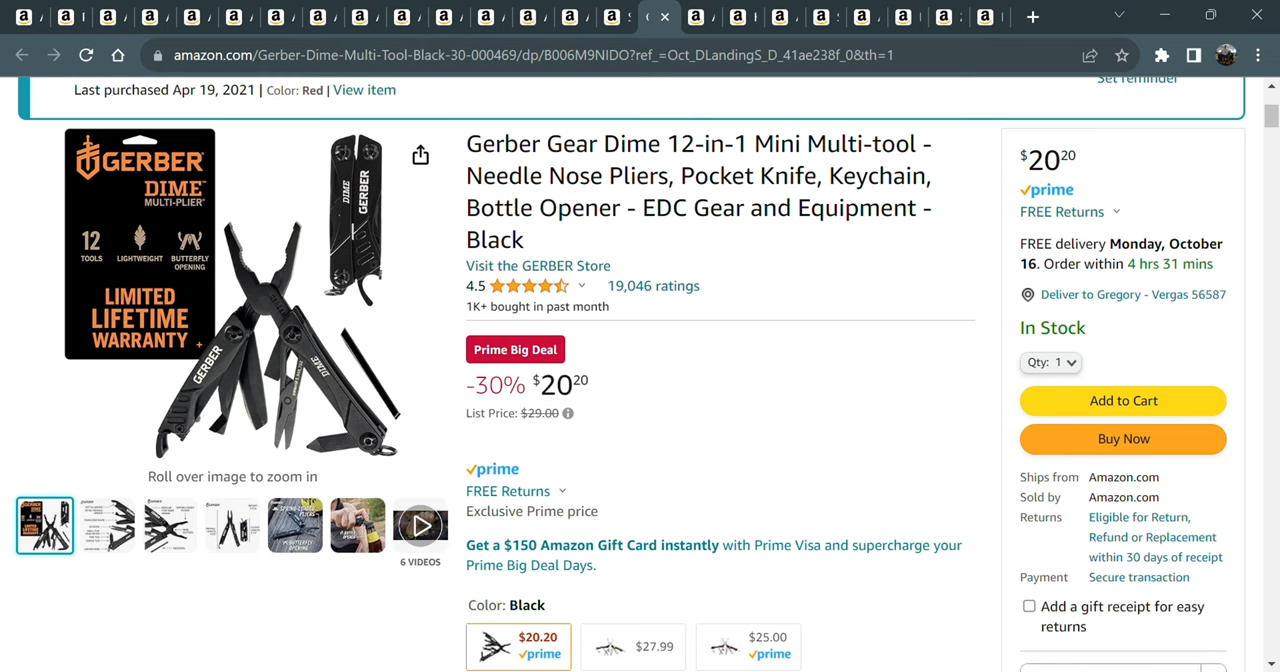 amazon.com/Gerber-Dime-Multi-Tool-Black-30-000469/dp/B006M9NIDO?ref_=Oct_DLandingS_D_41ae238f_0&th=1
Last purchased Apr 19, 2021 | Color: Red | View item
Set reminder
GERBER
DIME
MULTI-PLIER
12
TOOLS
LIGHTWEIGHT
BUTTERFLY
OPENING
LIMITED
LIFETIME
WARRANTY +
DIME
GERBER
GERBER
DIME
Roll over image to zoom in
6 VIDEOS
Gerber Gear Dime 12-in-1 Mini Multi-tool -
Needle Nose Pliers, Pocket Knife, Keychain,
Bottle Opener - EDC Gear and Equipment -
Black
Visit the GERBER Store
4.5 19,046 ratings
1K+ bought in past month
Prime Big Deal
-30% $20 20
List Price: $29.00
prime
FREE Returns
Exclusive Prime price
Get a $150 Amazon Gift Card instantly with Prime Visa and supercharge your
Prime Big Deal Days.
Color: Black
$20.20
prime
$27.99
$25.00
prime
$20 20
prime
FREE Returns
FREE delivery Monday, October
16. Order within 4 hrs 31 mins
Deliver to Gregory - Vergas 56587
In Stock
Qty: 1
Add to Cart
Buy Now
Ships from Amazon.com
Sold by Amazon.com
Returns Eligible for Return,
Refund or Replacement
within 30 days of receipt
Payment Secure transaction
Add a gift receipt for easy
returns